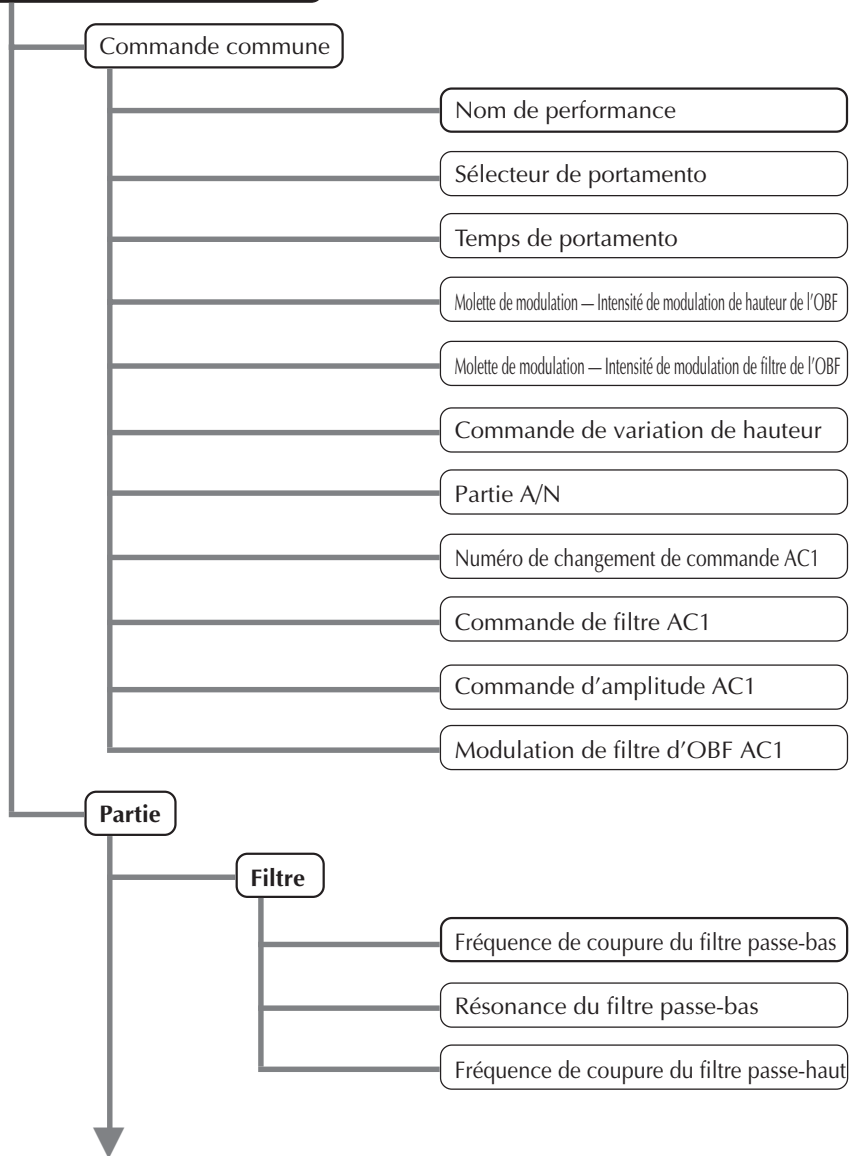 Commande commune
Nom de performance
Sélecteur de portamento
Temps de portamento
Molette de modulation — Intensité de modulation de hauteur de l'OBF
Molette de modulation — Intensité de modulation de filtre de l'OBF
Commande de variation de hauteur
Partie A/N
Numéro de changement de commande AC1
Commande de filtre AC1
Commande d'amplitude AC1
Modulation de filtre d'OBF AC1
Partie
Filtre
Fréquence de coupure du filtre passe-bas
Résonance du filtre passe-bas
Fréquence de coupure du filtre passe-haut